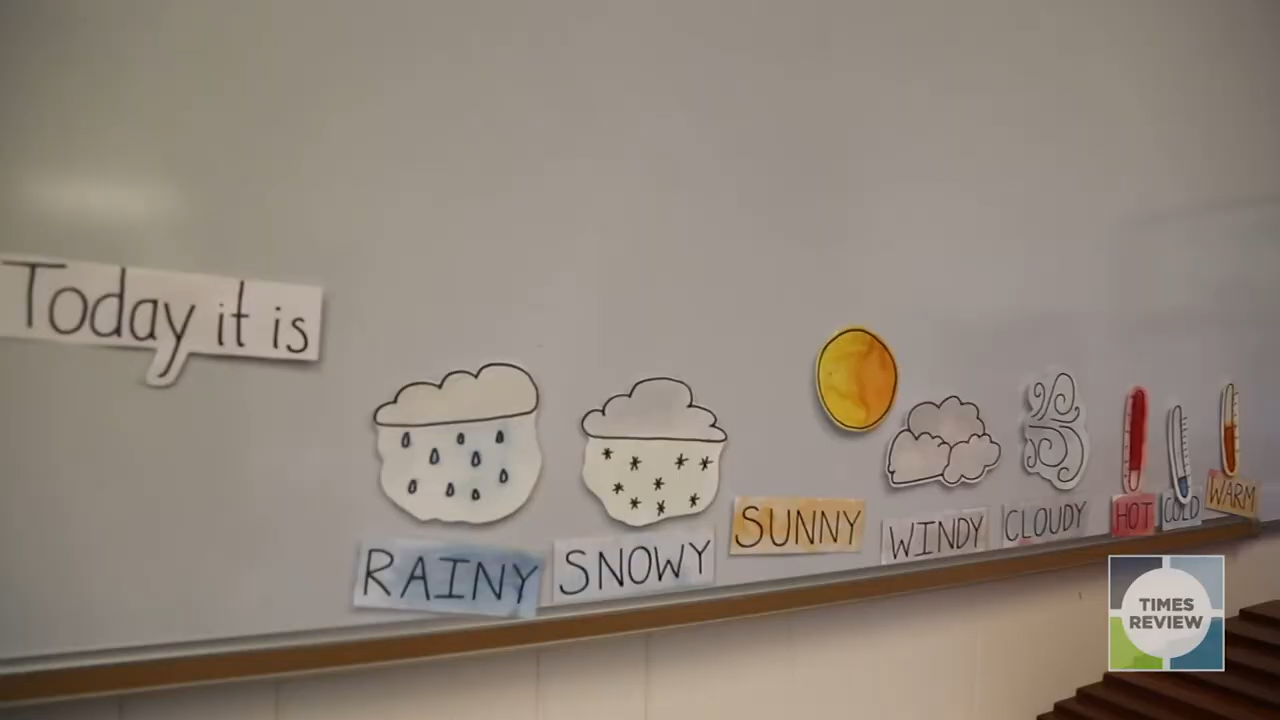 Today it is
RAINY
SNOWY
SUNNY
WINDY
CLOUDY
HOT
COLD
WARM
TIMES
REVIEW